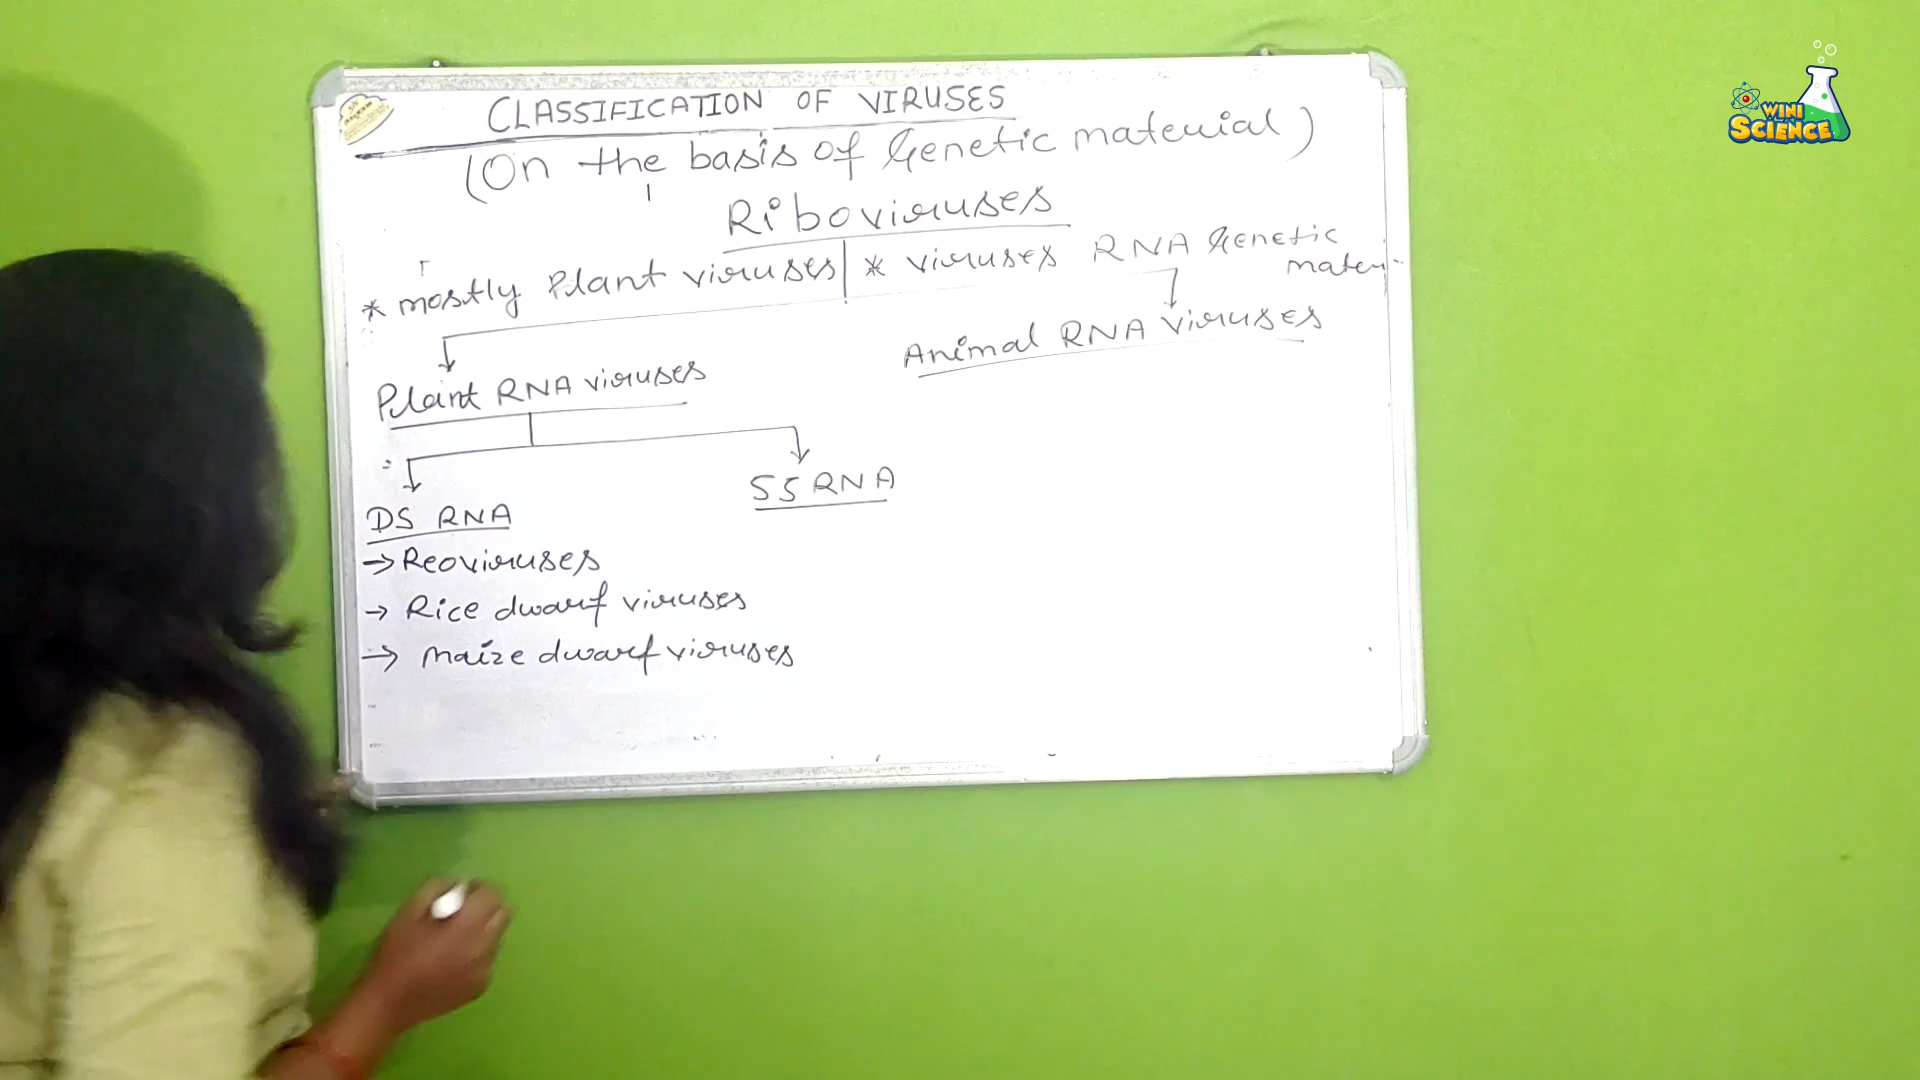 CLASSIFICATION OF VIRUSES
(On the basis of Genetic material)
Riboviruses
* mostly Plant viruses | * viruses RNA Genetic
mater
Plant RNA viruses
Animal RNA viruses
DS RNA
SS RNA
→ Reoviruses
→ Rice dwarf viruses
→ maize dwarf viruses
WINI
SCIENCE